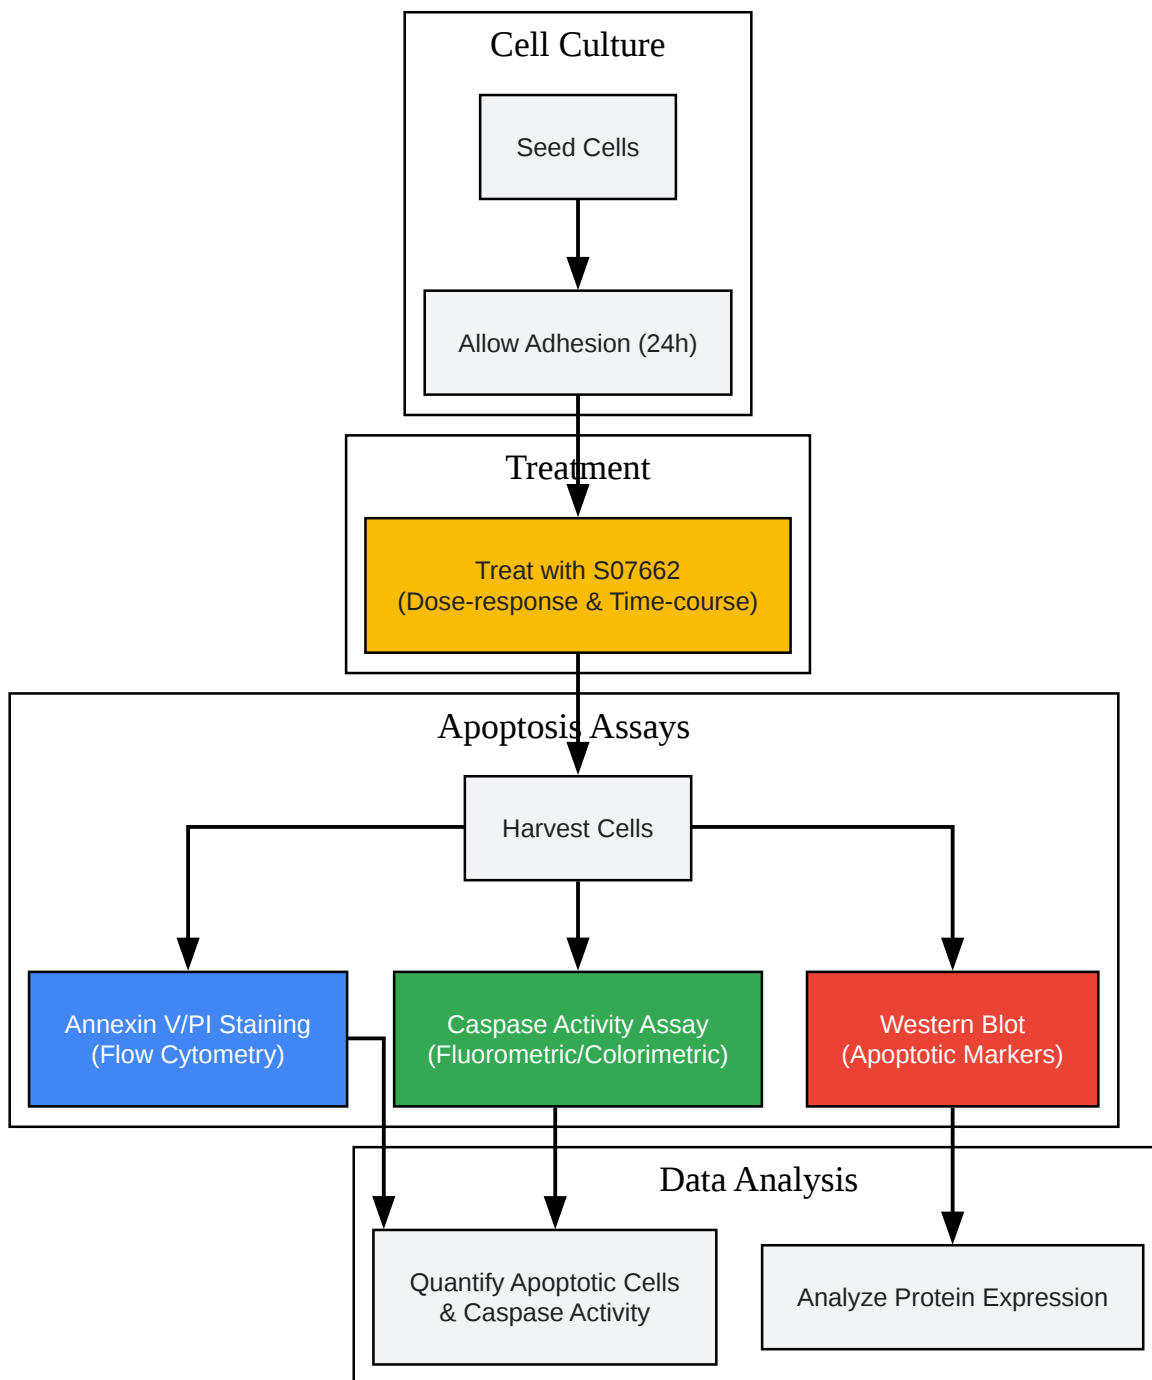 Cell Culture
Seed Cells
Allow Adhesion (24h)
Treatment
Treat with S07662
(Dose-response & Time-course)
Apoptosis Assays
Harvest Cells
Annexin V/PI Staining
(Flow Cytometry)
Caspase Activity Assay
(Fluorometric/Colorimetric)
Western Blot
(Apoptotic Markers)
Data Analysis
Quantify Apoptotic Cells
& Caspase Activity
Analyze Protein Expression